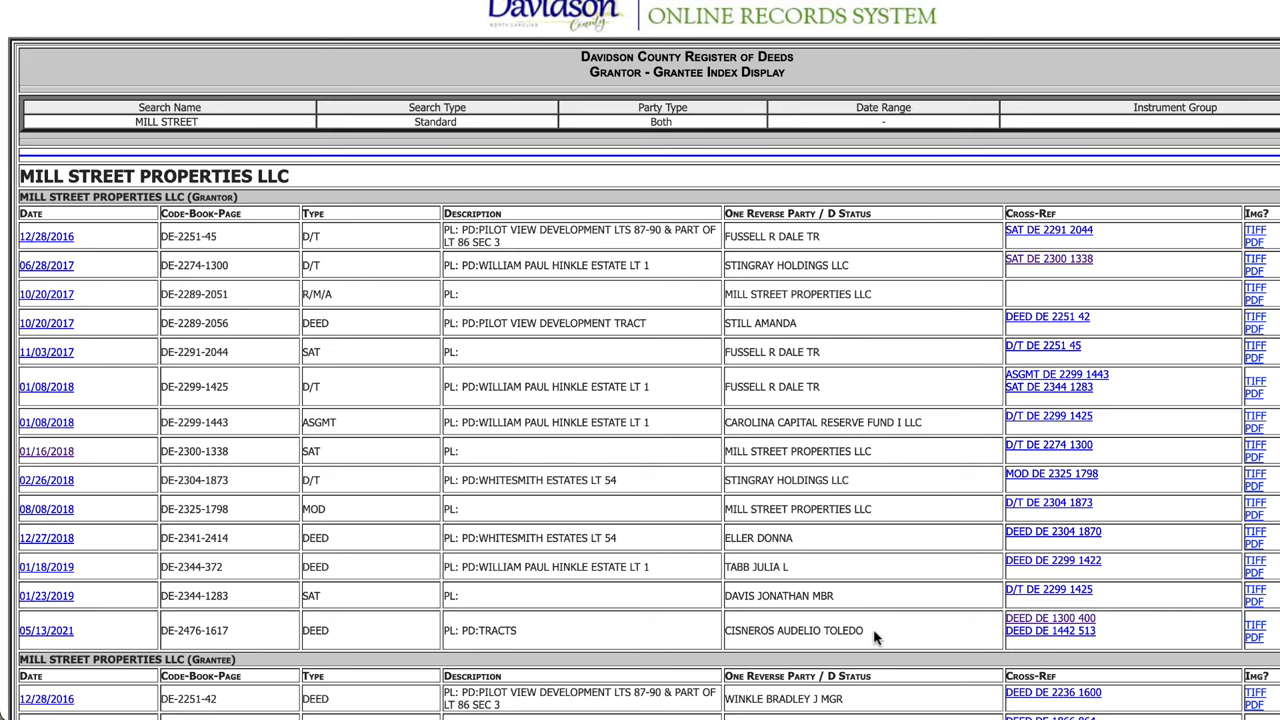 Davidson
NORTH CAROLINA County
ONLINE RECORDS SYSTEM
DAVIDSON COUNTY REGISTER OF DEEDS
GRANTOR - GRANTEE INDEX DISPLAY
Search Name Search Type Party Type Date Range Instrument Group
MILL STREET Standard Both -
MILL STREET PROPERTIES LLC
MILL STREET PROPERTIES LLC (GRANTOR)
DATE CODE-BOOK-PAGE TYPE DESCRIPTION ONE REVERSE PARTY / D STATUS CROSS-REF IMG?
12/28/2016 DE-2251-45 D/T PL: PD:PILOT VIEW DEVELOPMENT LTS 87-90 & PART OF LT 86 SEC 3 FUSSELL R DALE TR SAT DE 2291 2044 TIFF PDF
06/28/2017 DE-2274-1300 D/T PL: PD:WILLIAM PAUL HINKLE ESTATE LT 1 STINGRAY HOLDINGS LLC SAT DE 2300 1338 TIFF PDF
10/20/2017 DE-2289-2051 R/M/A PL: MILL STREET PROPERTIES LLC TIFF PDF
10/20/2017 DE-2289-2056 DEED PL: PD:PILOT VIEW DEVELOPMENT TRACT STILL AMANDA DEED DE 2251 42 TIFF PDF
11/03/2017 DE-2291-2044 SAT PL: FUSSELL R DALE TR D/T DE 2251 45 TIFF PDF
01/08/2018 DE-2299-1425 D/T PL: PD:WILLIAM PAUL HINKLE ESTATE LT 1 FUSSELL R DALE TR ASGMT DE 2299 1443 SAT DE 2344 1283 TIFF PDF
01/08/2018 DE-2299-1443 ASGMT PL: PD:WILLIAM PAUL HINKLE ESTATE LT 1 CAROLINA CAPITAL RESERVE FUND I LLC D/T DE 2299 1425 TIFF PDF
01/16/2018 DE-2300-1338 SAT PL: MILL STREET PROPERTIES LLC D/T DE 2274 1300 TIFF PDF
02/26/2018 DE-2304-1873 D/T PL: PD:WHITESMITH ESTATES LT 54 STINGRAY HOLDINGS LLC MOD DE 2325 1798 TIFF PDF
08/08/2018 DE-2325-1798 MOD PL: MILL STREET PROPERTIES LLC D/T DE 2304 1873 TIFF PDF
12/27/2018 DE-2341-2414 DEED PL: PD:WHITESMITH ESTATES LT 54 ELLER DONNA DEED DE 2304 1870 TIFF PDF
01/18/2019 DE-2344-372 DEED PL: PD:WILLIAM PAUL HINKLE ESTATE LT 1 TABB JULIA L DEED DE 2299 1422 TIFF PDF
01/23/2019 DE-2344-1283 SAT PL: DAVIS JONATHAN MBR D/T DE 2299 1425 TIFF PDF
05/13/2021 DE-2476-1617 DEED PL: PD:TRACTS CISNEROS AUDELIO TOLEDO DEED DE 1300 400 DEED DE 1442 513 TIFF PDF
MILL STREET PROPERTIES LLC (GRANTEE)
DATE CODE-BOOK-PAGE TYPE DESCRIPTION ONE REVERSE PARTY / D STATUS CROSS-REF IMG?
12/28/2016 DE-2251-42 DEED PL: PD:PILOT VIEW DEVELOPMENT LTS 87-90 & PART OF LT 86 SEC 3 WINKLE BRADLEY J MGR DEED DE 2236 1600 TIFF PDF